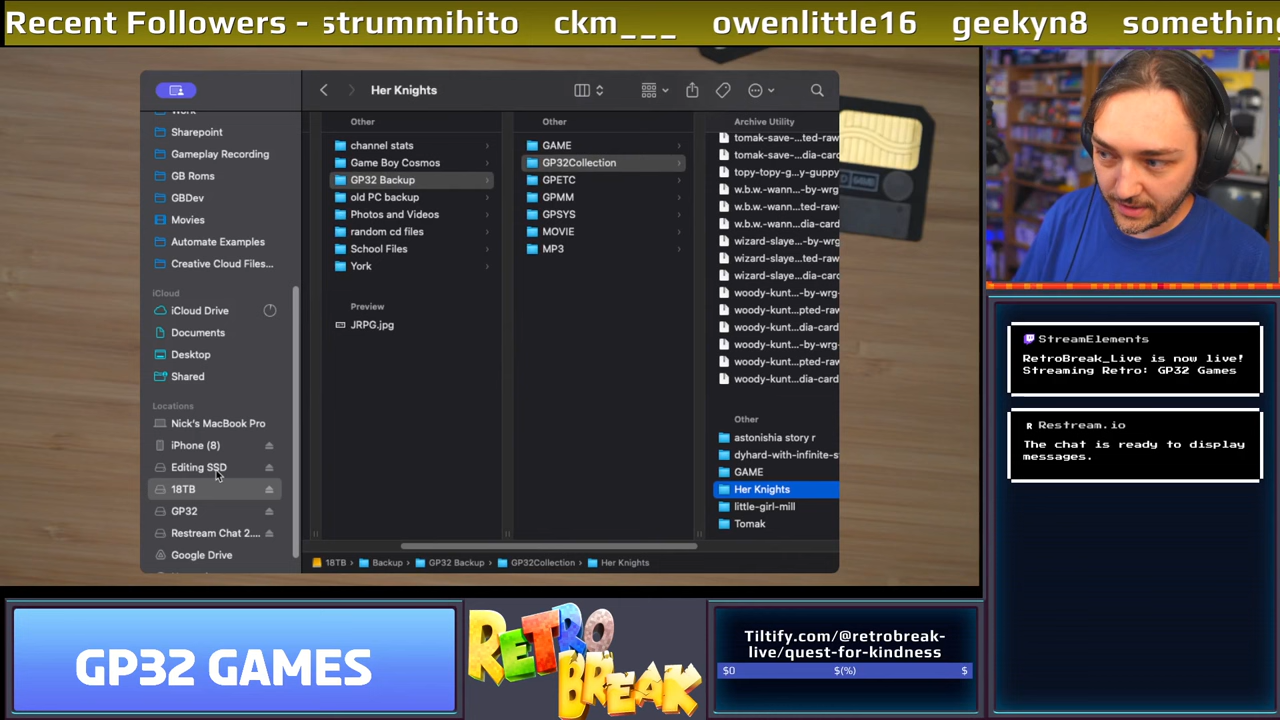 Recent Followers - strummihito ckm___ owenlittle16 geekyn8 something
Her Knights
Sharepoint
Gameplay Recording
GB Roms
GBDev
Movies
Automate Examples
Creative Cloud Files...
iCloud
iCloud Drive
Documents
Desktop
Shared
Locations
Nick's MacBook Pro
iPhone (8)
Editing SSD
18TB
GP32
Restream Chat 2....
Google Drive
Other
channel stats
Game Boy Cosmos
GP32 Backup
old PC backup
Photos and Videos
random cd files
School Files
York
Preview
JRPG.jpg
Other
GAME
GP32Collection
GPETC
GPMM
GPSYS
MOVIE
MP3
Archive Utility
tomak-save-...ted-raw
tomak-save-...dia-card
topy-topy-g...y-guppy
w.b.w.-wann...-by-wrg
w.b.w.-wann...ted-raw
w.b.w.-wann...dia-card
wizard-slaye...-by-wrg
wizard-slaye...ted-raw
wizard-slaye...dia-card
woody-kunt...-by-wrg
woody-kunt...pted-raw
woody-kunt...dia-card
woody-kunt...-by-wrg
woody-kunt...pted-raw
woody-kunt...dia-card
Other
astonishia story r
dyhard-with-infinite-s
GAME
Her Knights
little-girl-mill
Tomak
18TB › Backup › GP32 Backup › GP32Collection › Her Knights
StreamElements
RetroBreak_Live is now live!
Streaming Retro: GP32 Games
Restream.io
The chat is ready to display
messages.
GP32 GAMES
RETRO
BREAK
Tiltify.com/@retrobreak-
live/quest-for-kindness
$0 $(%) $